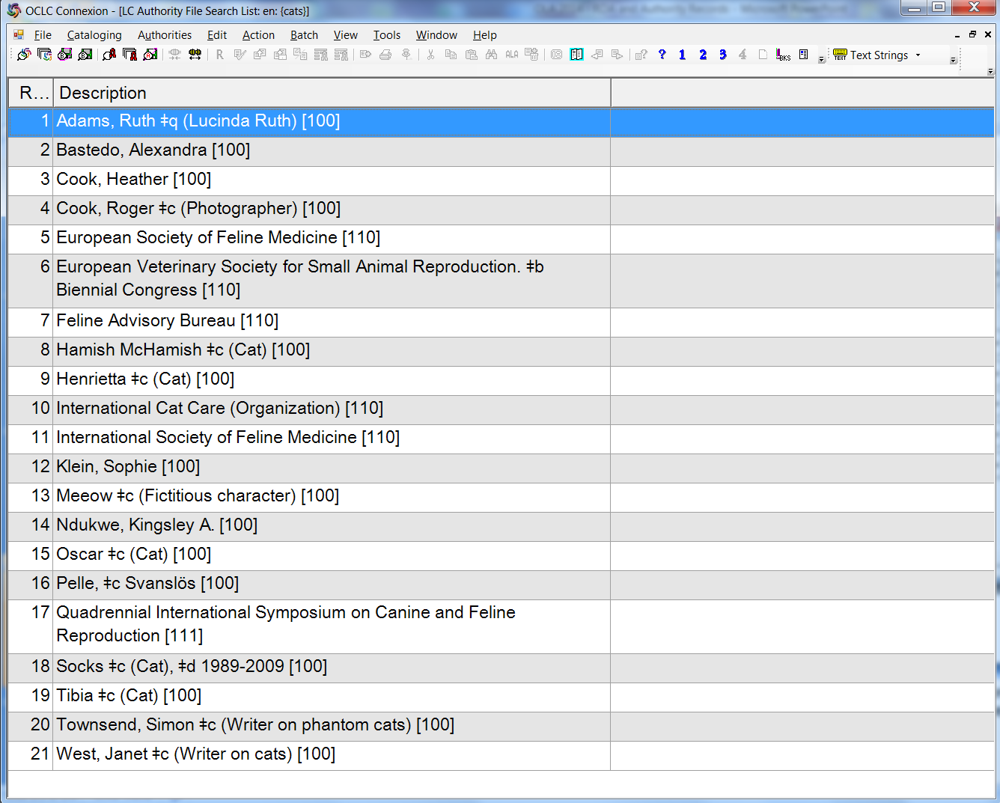 OCLC Connexion - [LC Authority File Search List: en: {cats}]
File Cataloging Authorities Edit Action Batch View Tools Window Help
R ALA ? 1 2 3 4 BKS TEXT Text Strings
R... Description
1 Adams, Ruth ǂq (Lucinda Ruth) [100]
2 Bastedo, Alexandra [100]
3 Cook, Heather [100]
4 Cook, Roger ǂc (Photographer) [100]
5 European Society of Feline Medicine [110]
6 European Veterinary Society for Small Animal Reproduction. ǂb
Biennial Congress [110]
7 Feline Advisory Bureau [110]
8 Hamish McHamish ǂc (Cat) [100]
9 Henrietta ǂc (Cat) [100]
10 International Cat Care (Organization) [110]
11 International Society of Feline Medicine [110]
12 Klein, Sophie [100]
13 Meeow ǂc (Fictitious character) [100]
14 Ndukwe, Kingsley A. [100]
15 Oscar ǂc (Cat) [100]
16 Pelle, ǂc Svanslös [100]
17 Quadrennial International Symposium on Canine and Feline
Reproduction [111]
18 Socks ǂc (Cat), ǂd 1989-2009 [100]
19 Tibia ǂc (Cat) [100]
20 Townsend, Simon ǂc (Writer on phantom cats) [100]
21 West, Janet ǂc (Writer on cats) [100]